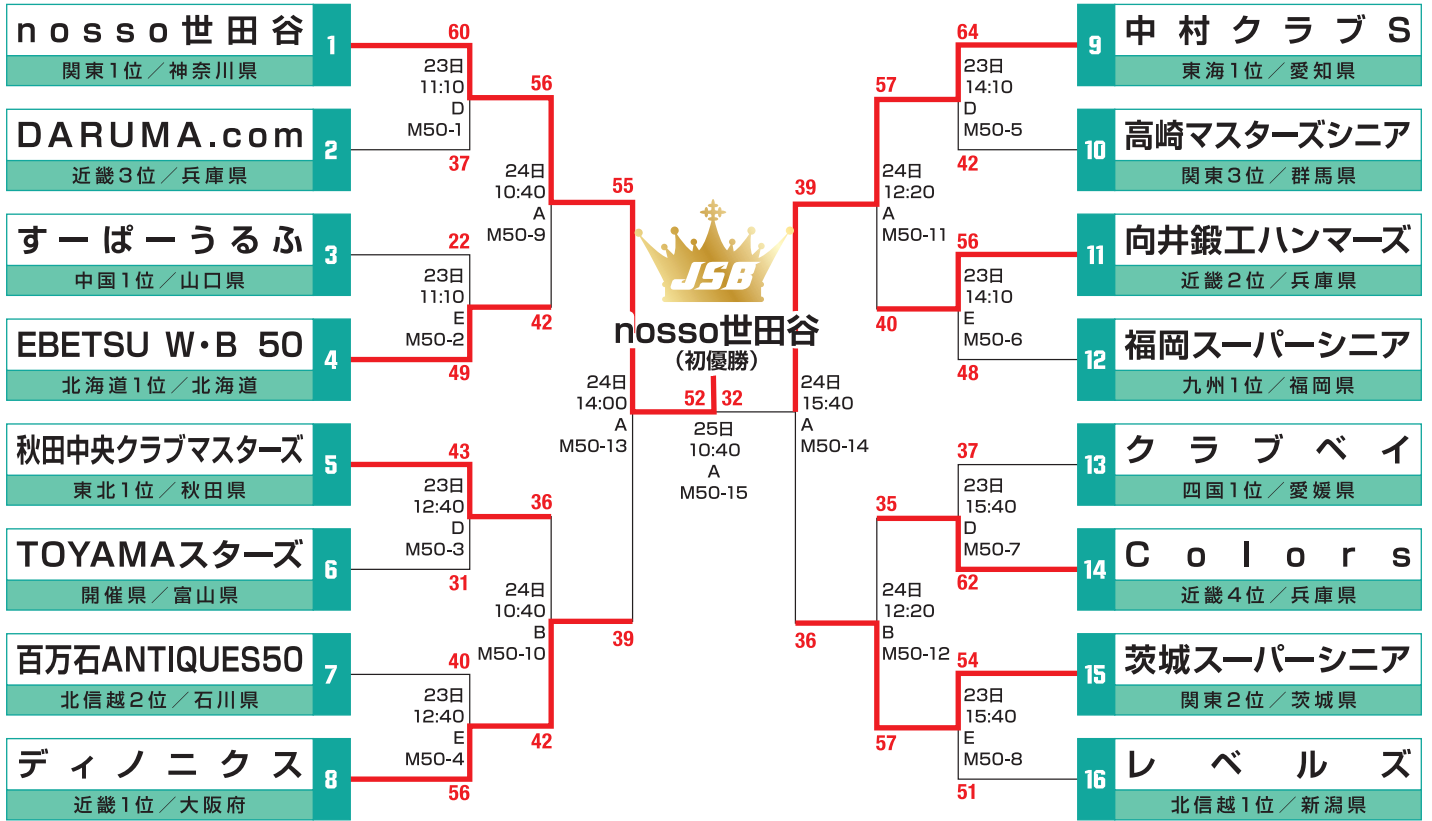 nosso世田谷
1
関東1位／神奈川県
DARUMA.com
2
近畿3位／兵庫県
すーぱーうるふ
3
中国1位／山口県
EBETSU W・B 50
4
北海道1位／北海道
秋田中央クラブマスターズ
5
東北1位／秋田県
TOYAMAスターズ
6
開催県／富山県
百万石ANTIQUES50
7
北信越2位／石川県
ディノニクス
8
近畿1位／大阪府
60
23日
11:10
D
M50-1
37
22
23日
11:10
E
M50-2
49
43
23日
12:40
D
M50-3
31
40
23日
12:40
E
M50-4
56
56
24日
10:40
A
M50-9
42
36
24日
10:40
B
M50-10
42
55
24日
14:00
A
M50-13
39
JSB
nosso世田谷
（初優勝）
52 32
25日
10:40
A
M50-15
39
24日
15:40
A
M50-14
36
57
24日
12:20
A
M50-11
40
35
24日
12:20
B
M50-12
57
64
23日
14:10
D
M50-5
42
56
23日
14:10
E
M50-6
48
37
23日
15:40
D
M50-7
62
54
23日
15:40
E
M50-8
51
9
中村クラブS
東海1位／愛知県
10
高崎マスターズシニア
関東3位／群馬県
11
向井鍛工ハンマーズ
近畿2位／兵庫県
12
福岡スーパーシニア
九州1位／福岡県
13
クラブベイ
四国1位／愛媛県
14
Colors
近畿4位／兵庫県
15
茨城スーパーシニア
関東2位／茨城県
16
レベルズ
北信越1位／新潟県